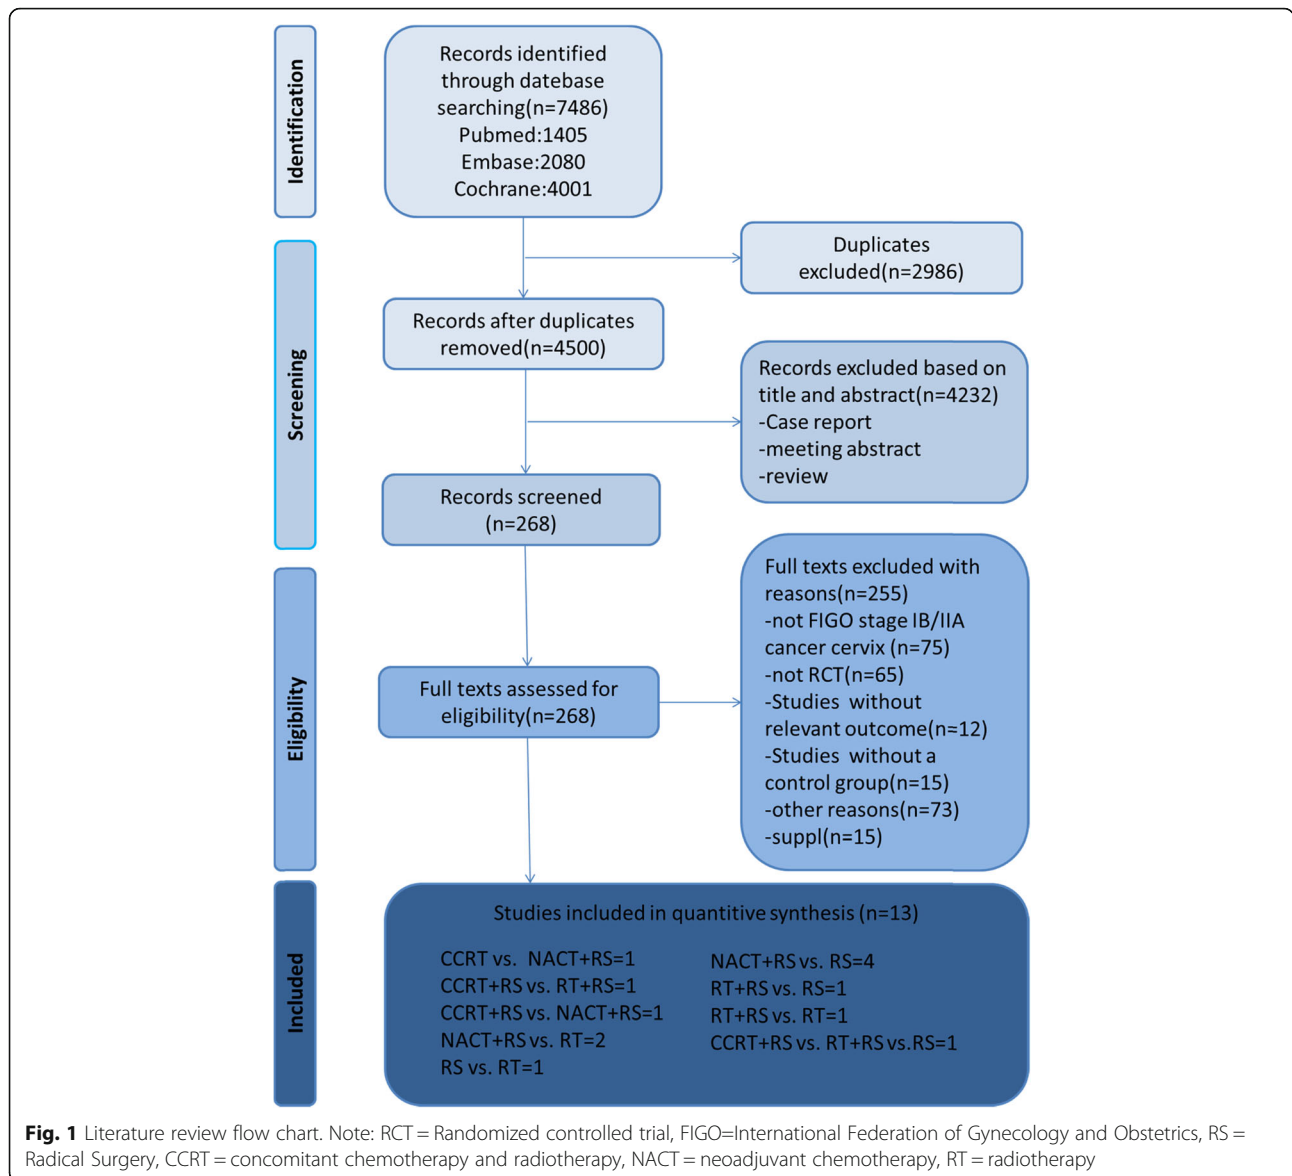 Identification
Records identified
through datebase
searching(n=7486)
Pubmed:1405
Embase:2080
Cochrane:4001
Duplicates
excluded(n=2986)
Screening
Records after duplicates
removed(n=4500)
Records excluded based on
title and abstract(n=4232)
-Case report
-meeting abstract
-review
Records screened
(n=268)
Eligibility
Full texts assessed for
eligibility(n=268)
Full texts excluded with
reasons(n=255)
-not FIGO stage IB/IIA
cancer cervix (n=75)
-not RCT(n=65)
-Studies without
relevant outcome(n=12)
-Studies without a
control group(n=15)
-other reasons(n=73)
-suppl(n=15)
Included
Studies included in quantitive synthesis (n=13)
CCRT vs. NACT+RS=1
CCRT+RS vs. RT+RS=1
CCRT+RS vs. NACT+RS=1
NACT+RS vs. RT=2
RS vs. RT=1
NACT+RS vs. RS=4
RT+RS vs. RS=1
RT+RS vs. RT=1
CCRT+RS vs. RT+RS vs.RS=1
Fig. 1 Literature review flow chart. Note: RCT = Randomized controlled trial, FIGO=International Federation of Gynecology and Obstetrics, RS =
Radical Surgery, CCRT = concomitant chemotherapy and radiotherapy, NACT = neoadjuvant chemotherapy, RT = radiotherapy